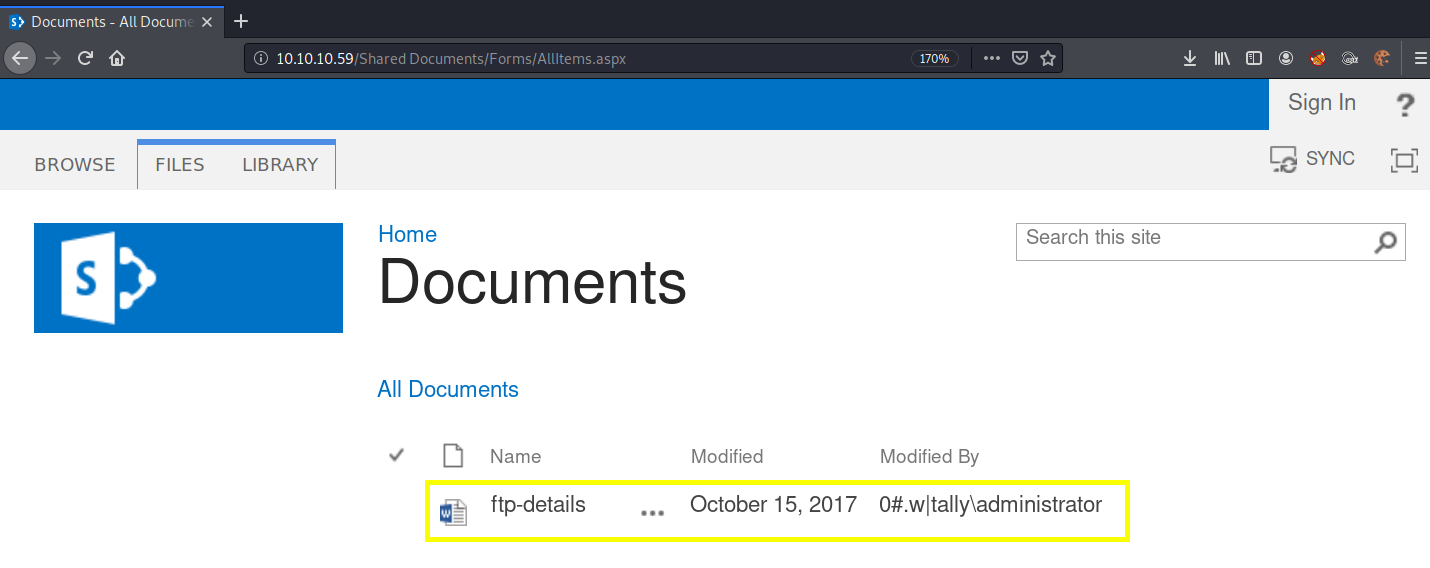 Documents - All Docume
10.10.10.59/Shared Documents/Forms/AllItems.aspx 170%
Sign In ?
BROWSE FILES LIBRARY SYNC
S
Home
Search this site
Documents
All Documents
Name Modified Modified By
ftp-details ... October 15, 2017 0#.w|tally\administrator